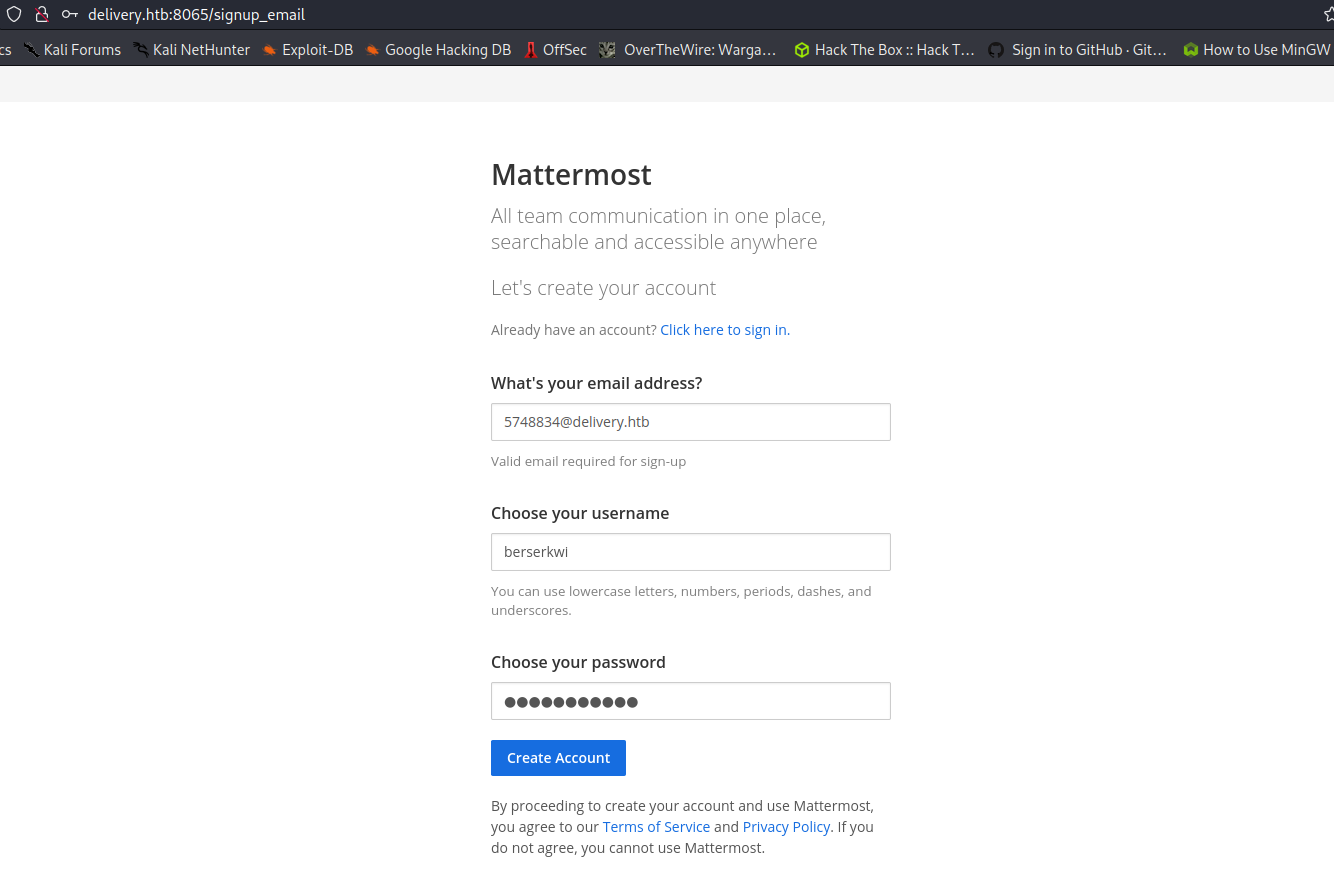 delivery.htb:8065/signup_email
cs Kali Forums Kali NetHunter Exploit-DB Google Hacking DB OffSec OverTheWire: Warga… Hack The Box :: Hack T… Sign in to GitHub · Git… How to Use MinGW
Mattermost
All team communication in one place,
searchable and accessible anywhere
Let's create your account
Already have an account? Click here to sign in.
What's your email address?
5748834@delivery.htb
Valid email required for sign-up
Choose your username
berserkwi
You can use lowercase letters, numbers, periods, dashes, and
underscores.
Choose your password
●●●●●●●●●●●
Create Account
By proceeding to create your account and use Mattermost,
you agree to our Terms of Service and Privacy Policy. If you
do not agree, you cannot use Mattermost.